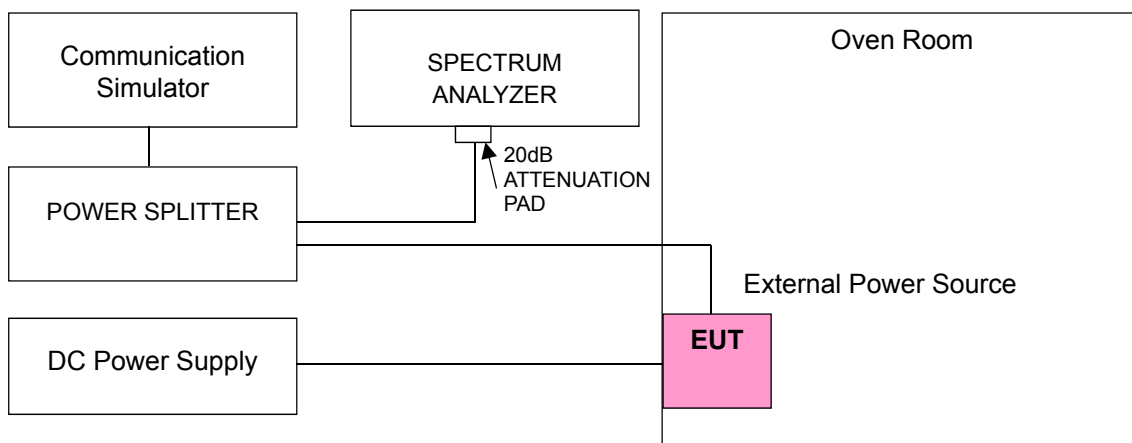 Communication
Simulator
SPECTRUM
ANALYZER
Oven Room
20dB
ATTENUATION
PAD
POWER SPLITTER
External Power Source
DC Power Supply
EUT